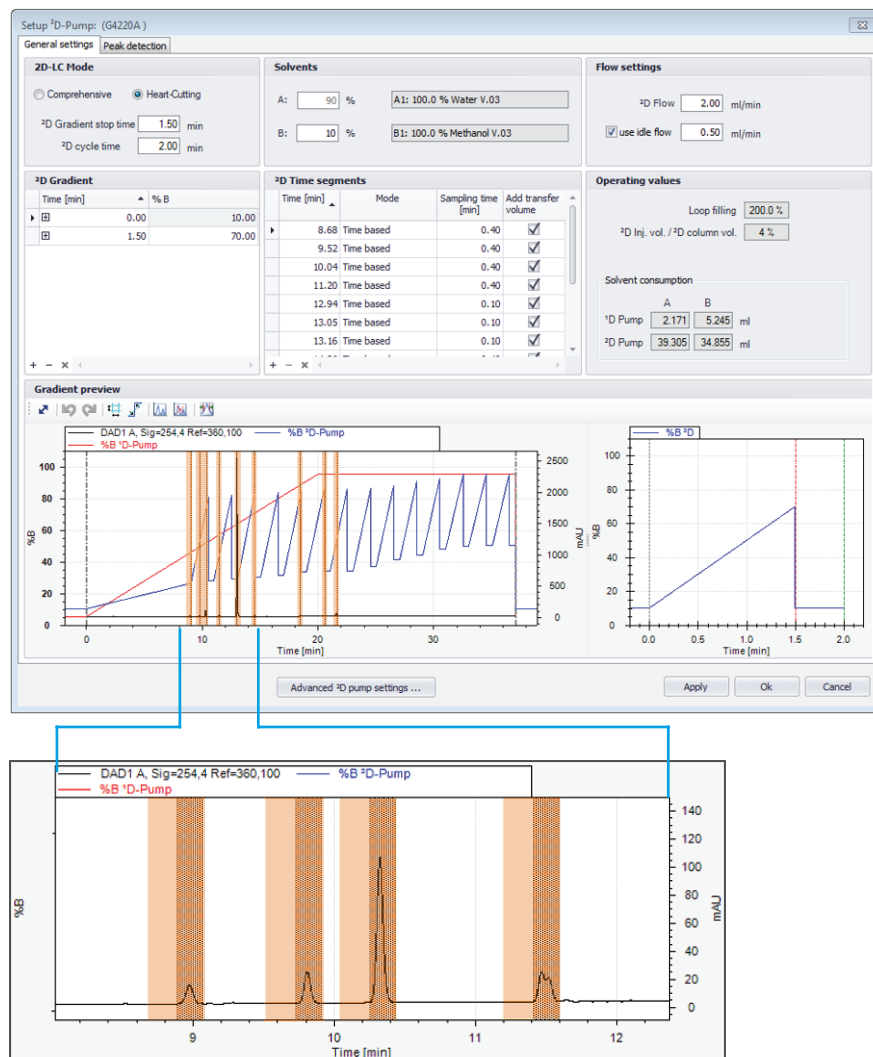 Setup ²D-Pump: (G4220A )
General settings Peak detection
2D-LC Mode
Comprehensive Heart-Cutting
²D Gradient stop time 1.50 min
²D cycle time 2.00 min
Solvents
A: 90 % A1: 100.0 % Water V.03
B: 10 % B1: 100.0 % Methanol V.03
Flow settings
²D Flow 2.00 ml/min
use idle flow 0.50 ml/min
²D Gradient
Time [min] % B
0.00 10.00
1.50 70.00
²D Time segments
Time [min] Mode Sampling time [min] Add transfer volume
8.68 Time based 0.40
9.52 Time based 0.40
10.04 Time based 0.40
11.20 Time based 0.40
12.94 Time based 0.10
13.05 Time based 0.10
13.16 Time based 0.10
Operating values
Loop filling 200.0 %
²D Inj. vol. / ²D column vol. 4 %
Solvent consumption
A B
¹D Pump 2.171 5.245 ml
²D Pump 39.305 34.855 ml
Gradient preview
DAD1 A, Sig=254,4 Ref=360,100 %B ²D-Pump
%B ¹D-Pump
100
80
60
40
20
0
%B
2500
2000
1500
1000
500
0
mAU
0 10 20 30
Time [min]
%B ²D
100
80
60
40
20
0
%B
0.0 0.5 1.0 1.5 2.0
Time [min]
Advanced ²D pump settings ... Apply Ok Cancel
DAD1 A, Sig=254,4 Ref=360,100 %B ²D-Pump
%B ¹D-Pump
%B
140
120
100
80
60
40
20
0
mAU
9 10 11 12
Time [min]